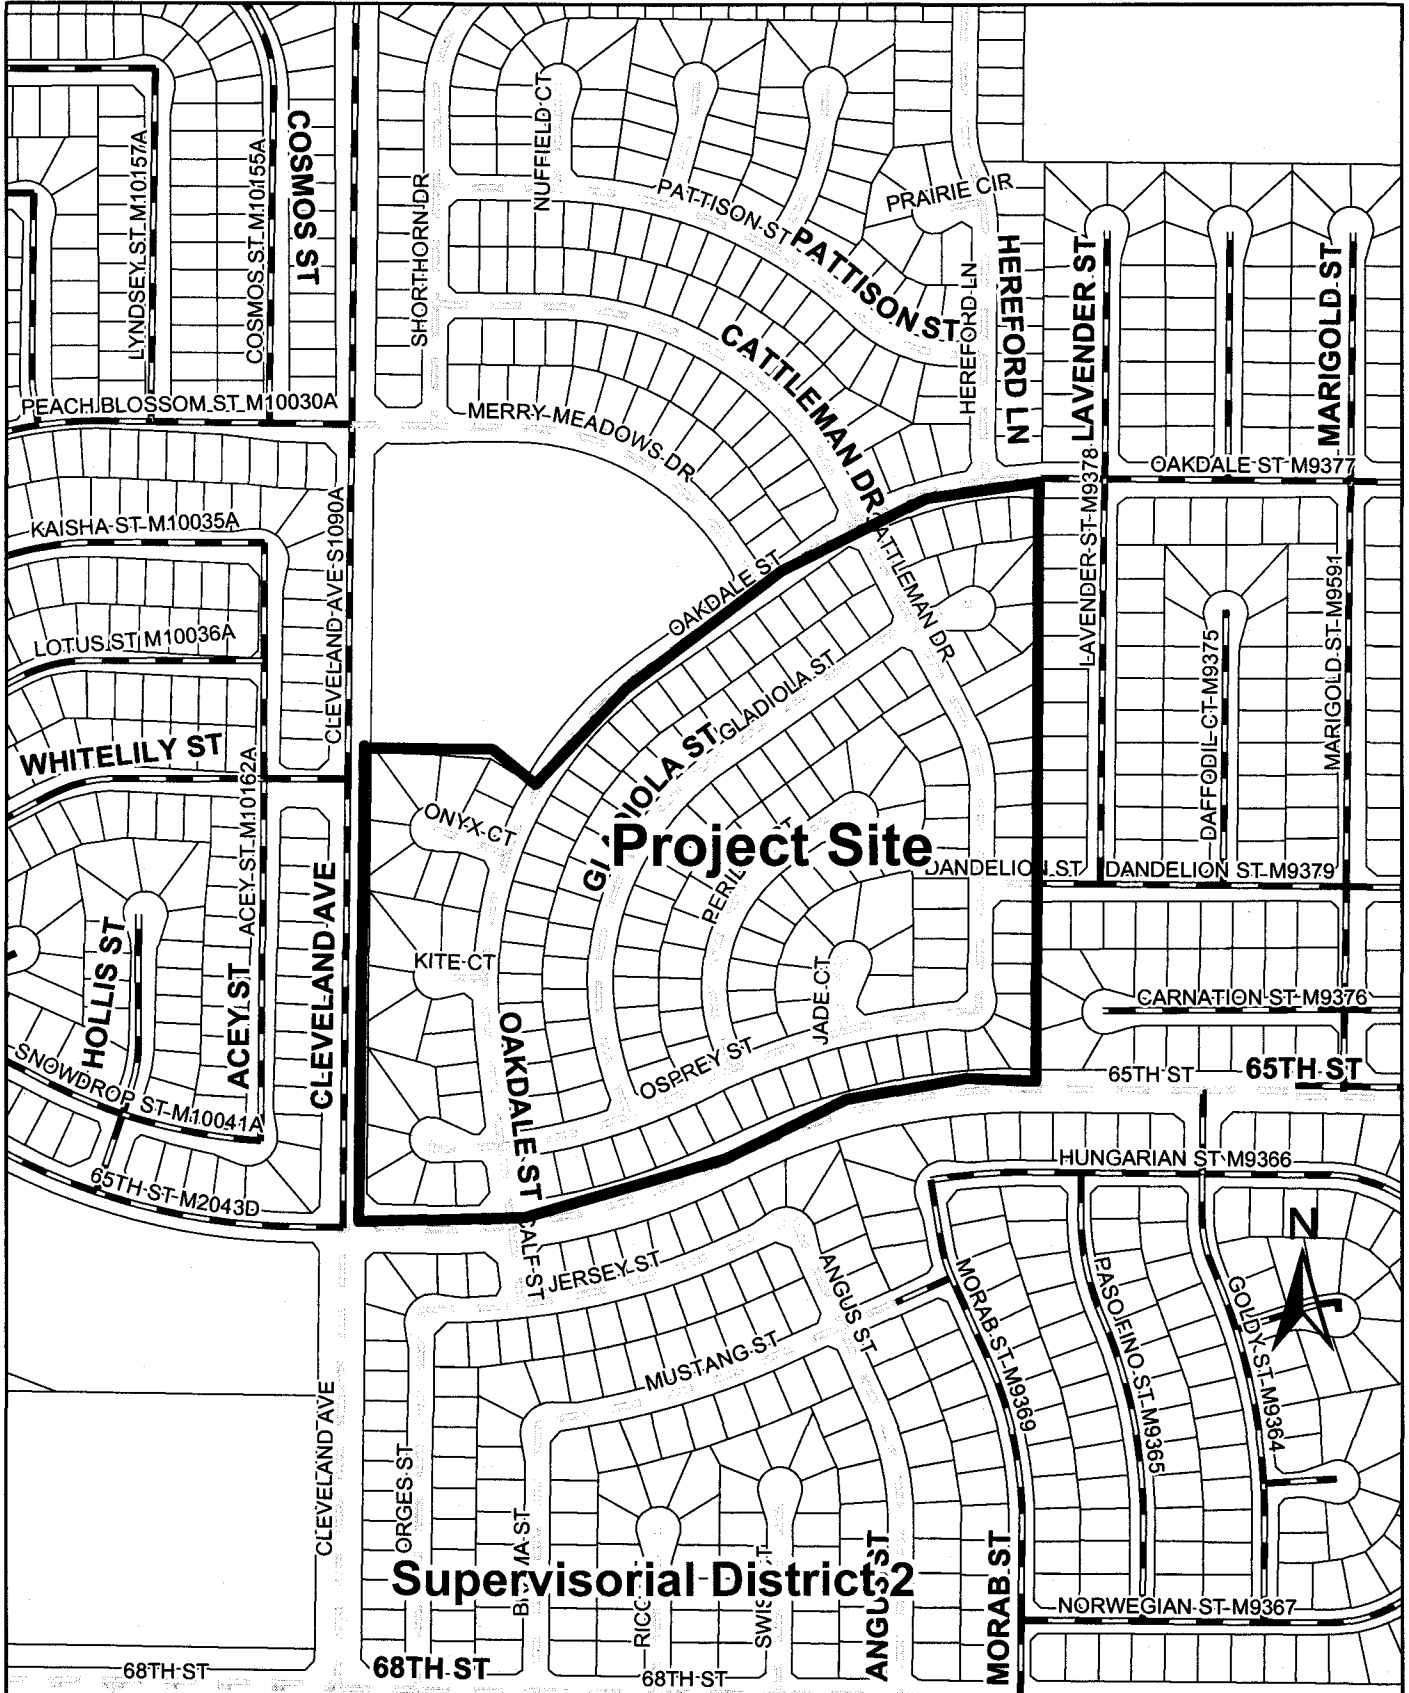 COSMOS ST
LYNDSEY ST M10157A
COSMOS ST M10155A
SHORTHORN DR
NUFFIELD CT
PATTISON ST
PATTISON ST
PRAIRIE CIR
HEREFORD LN
HEREFORD LN
LAVENDER ST
MARIGOLD ST
CATTLEMAN DR
PEACH BLOSSOM ST M10030A
MERRY MEADOWS DR
OAKDALE ST M9377
KAISHA ST M10035A
CLEVELAND AVE S1090A
LAVENDER ST M9378
MARIGOLD ST M9591
OAKDALE ST
CATTLEMAN DR
LOTUS ST M10036A
DAFFODIL CT M9375
GLADIOLA ST
GLADIOLA ST
WHITELILY ST
ACEY ST M10162A
ONYX CT
Project Site
DANDELION ST
DANDELION ST M9379
HOLLIS ST
ACEY ST
CLEVELAND AVE
KITE CT
JADE CT
CARNATION ST M9376
OAKDALE ST
OSPREY ST
65TH ST
65TH ST
SNOWDROP ST M10041A
65TH ST M2043D
HUNGARIAN ST M9366
N
CALF ST
JERSEY ST
ANGUS ST
MORAB ST M9369
PASOFINO ST M9365
GOLDY ST M9364
MUSTANG ST
CLEVELAND AVE
ORGES ST
Supervisorial District 2
ANGUS ST
MORAB ST
NORWEGIAN ST M9367
68TH ST
68TH ST
68TH ST